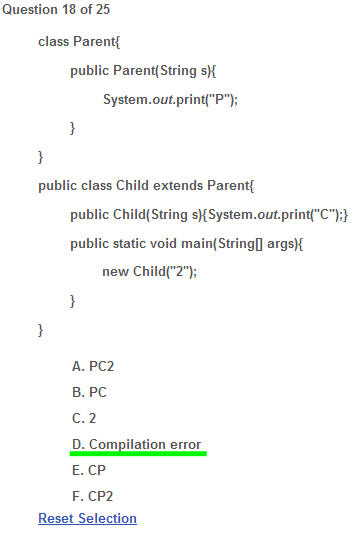 Question 18 of 25
class Parent{
public Parent(String s){
System.out.print("P");
}
}
public class Child extends Parent{
public Child(String s){System.out.print("C");}
public static void main(String[] args){
new Child("2");
}
}
A. PC2
B. PC
C. 2
D. Compilation error
E. CP
F. CP2
Reset Selection